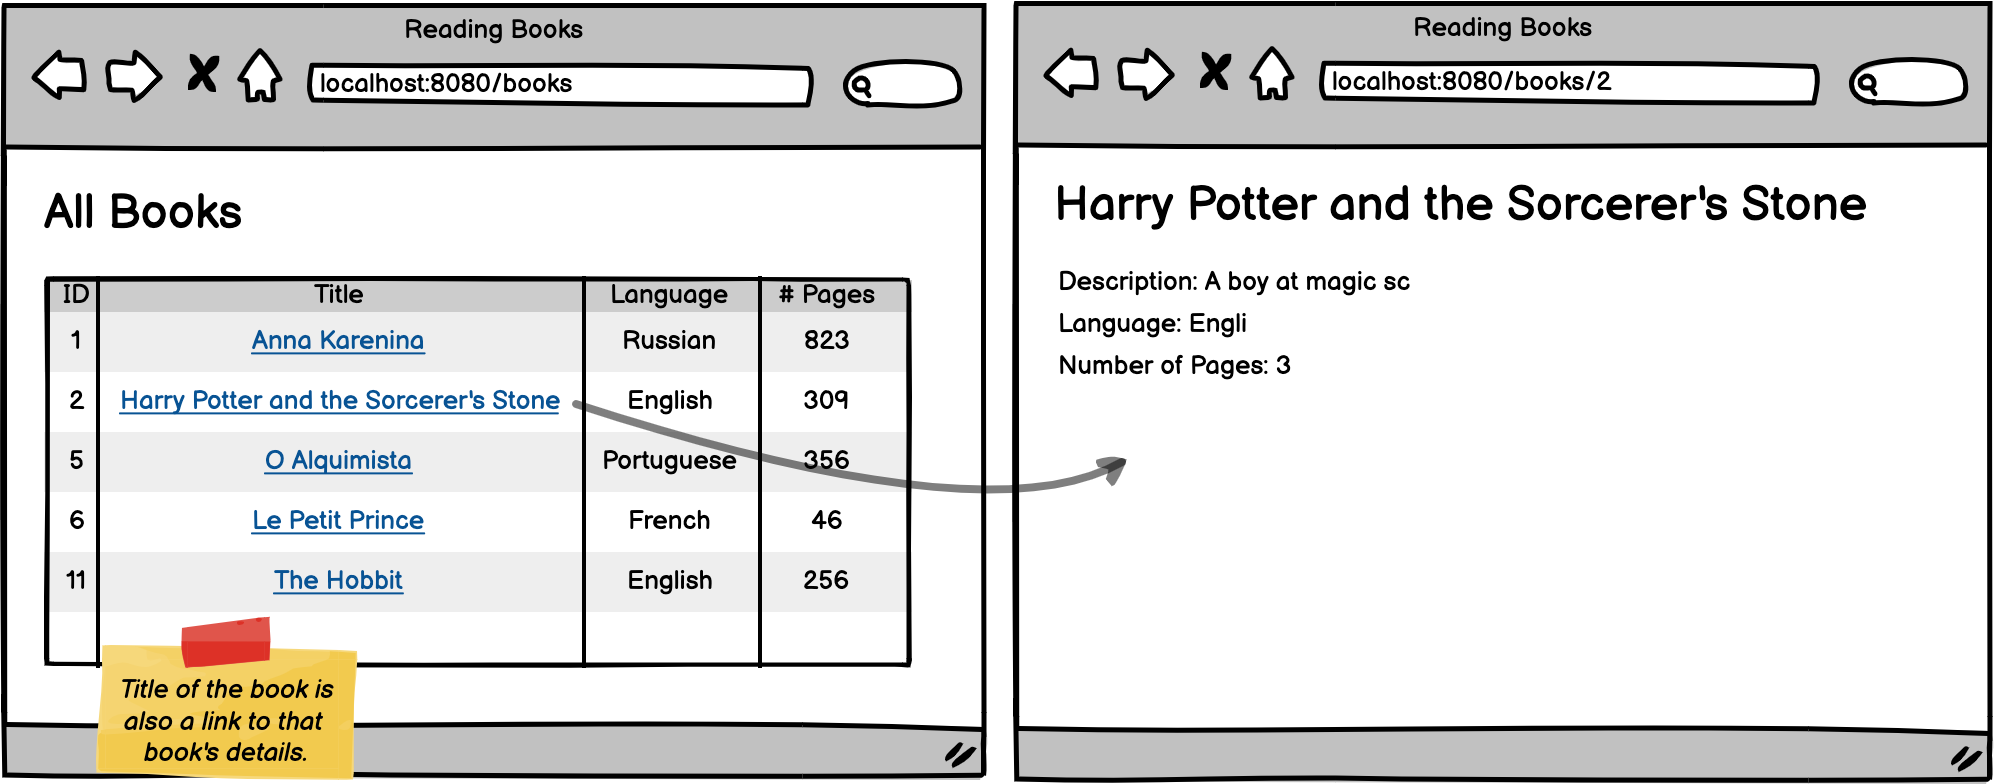 Reading Books
localhost:8080/books
All Books
ID Title Language # Pages
1 Anna Karenina Russian 823
2 Harry Potter and the Sorcerer's Stone English 309
5 O Alquimista Portuguese 356
6 Le Petit Prince French 46
11 The Hobbit English 256
Title of the book is
also a link to that
book's details.
Reading Books
localhost:8080/books/2
Harry Potter and the Sorcerer's Stone
Description: A boy at magic sc
Language: Engli
Number of Pages: 3